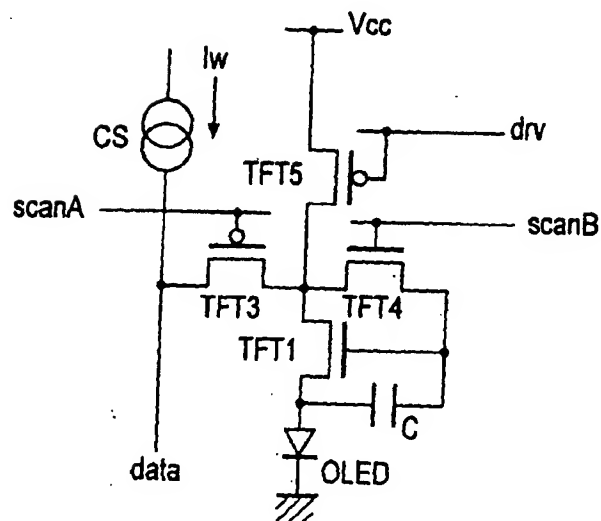 Vcc
Iw
CS
drv
TFT5
scanA
scanB
TFT3
TFT4
TFT1
C
data
OLED